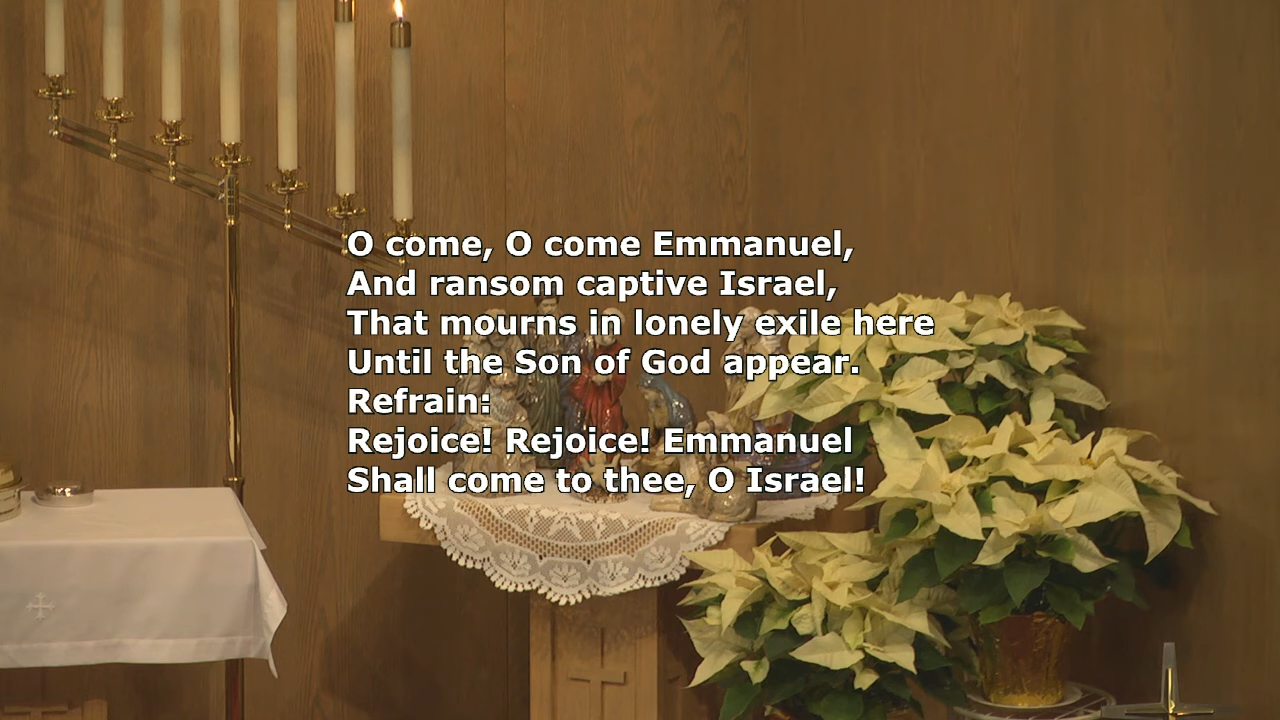 O come, O come Emmanuel,
And ransom captive Israel,
That mourns in lonely exile here
Until the Son of God appear.
Refrain:
Rejoice! Rejoice! Emmanuel
Shall come to thee, O Israel!